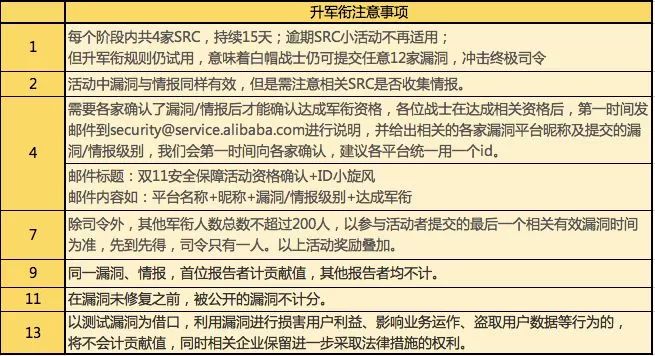 升军衔注意事项
1
每个阶段内共4家SRC，持续15天；逾期SRC小活动不再适用；
但升军衔规则仍试用，意味着白帽战士仍可提交任意12家漏洞，冲击终极司令
2
活动中漏洞与情报同样有效，但是需注意相关SRC是否收集情报。
4
需要各家确认了漏洞/情报后才能确认达成军衔资格，各位战士在达成相关资格后，第一时间发
邮件到security@service.alibaba.com进行说明，并给出相关的各家漏洞平台昵称及提交的漏
洞/情报级别，我们会第一时间向各家确认，建议各平台统一用一个id。
邮件标题：双11安全保障活动资格确认+ID小旋风
邮件内容如：平台名称+昵称+漏洞/情报级别+达成军衔
7
除司令外，其他军衔人数总数不超过200人，以参与活动者提交的最后一个相关有效漏洞时间
为准，先到先得，司令只有一人。以上活动奖励叠加。
9
同一漏洞、情报，首位报告者计贡献值，其他报告者均不计。
11
在漏洞未修复之前，被公开的漏洞不计分。
13
以测试漏洞为借口，利用漏洞进行损害用户利益、影响业务运作、盗取用户数据等行为的，
将不会计贡献值，同时相关企业保留进一步采取法律措施的权利。